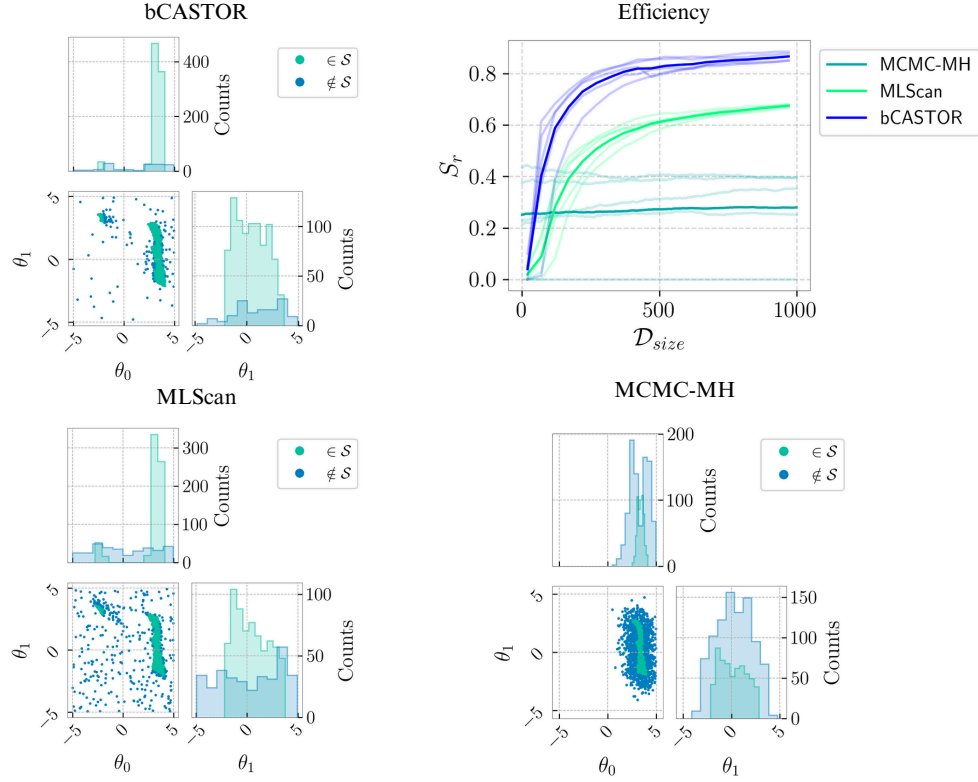 bCASTOR
400
200
0
Counts
∈ S
∉ S
5
0
−5
θ₁
−5 0 5
θ₀
100
50
0
Counts
−5 0 5
θ₁
Efficiency
0.8
0.6
0.4
0.2
0.0
S_r
0 500 1000
𝒟_size
MCMC-MH
MLScan
bCASTOR
MLScan
300
200
100
0
Counts
∈ S
∉ S
5
0
−5
θ₁
−5 0 5
θ₀
100
50
0
Counts
−5 0 5
θ₁
MCMC-MH
200
100
0
Counts
∈ S
∉ S
5
0
−5
θ₁
−5 0 5
θ₀
150
100
50
0
Counts
−5 0 5
θ₁